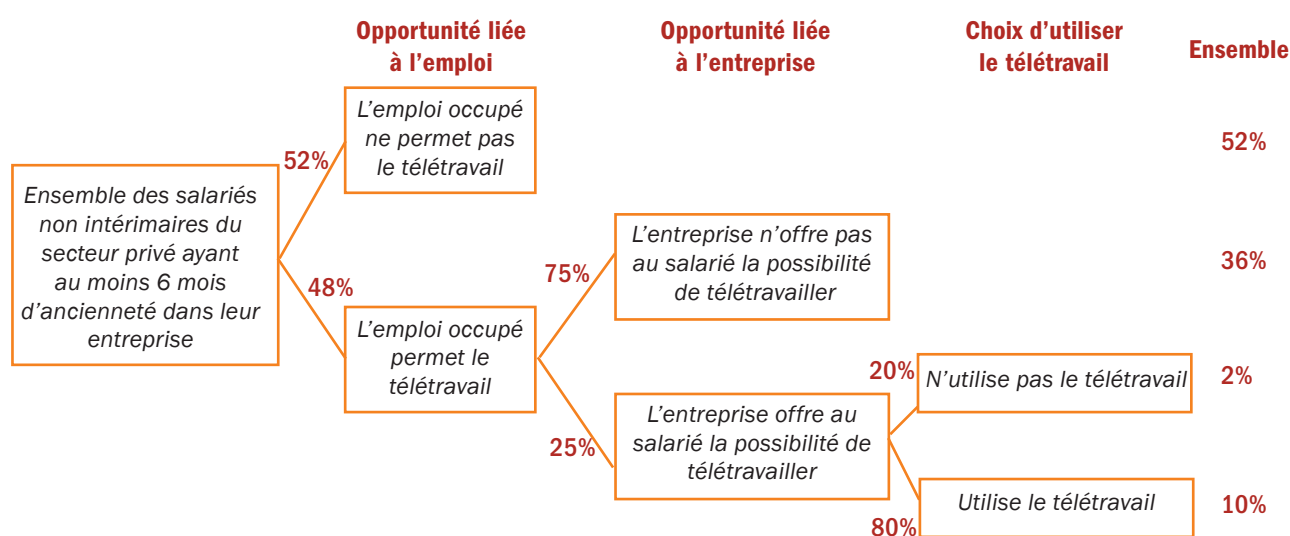 Opportunité liée
à l'emploi
Opportunité liée
à l'entreprise
Choix d'utiliser
le télétravail
Ensemble
L'emploi occupé
ne permet pas
le télétravail
52%
52%
Ensemble des salariés
non intérimaires du
secteur privé ayant
au moins 6 mois
d'ancienneté dans leur
entreprise
L'entreprise n'offre pas
au salarié la possibilité
de télétravailler
75%
36%
48%
L'emploi occupé
permet le
télétravail
20%
N'utilise pas le télétravail
2%
25%
L'entreprise offre au
salarié la possibilité de
télétravailler
Utilise le télétravail
10%
80%